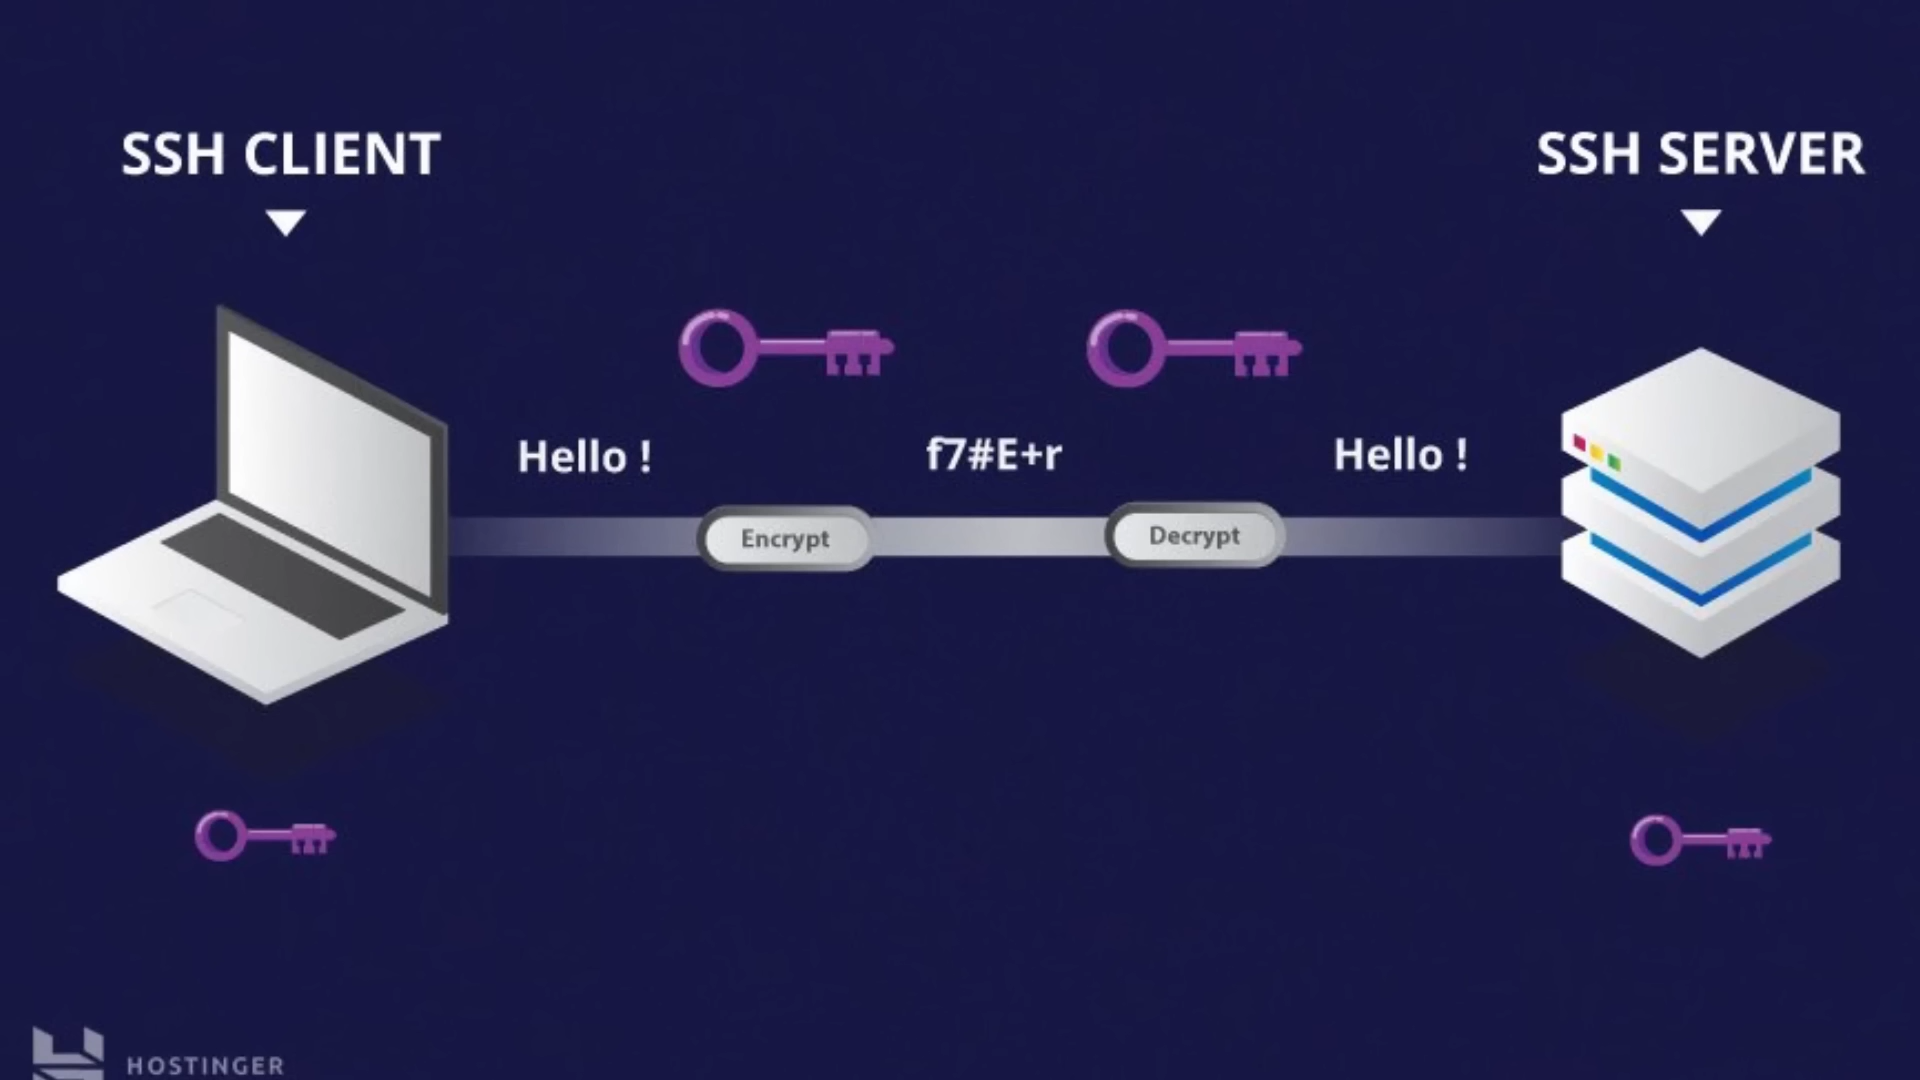 SSH CLIENT
SSH SERVER
Hello !
f7#E+r
Hello !
Encrypt
Decrypt
HOSTINGER